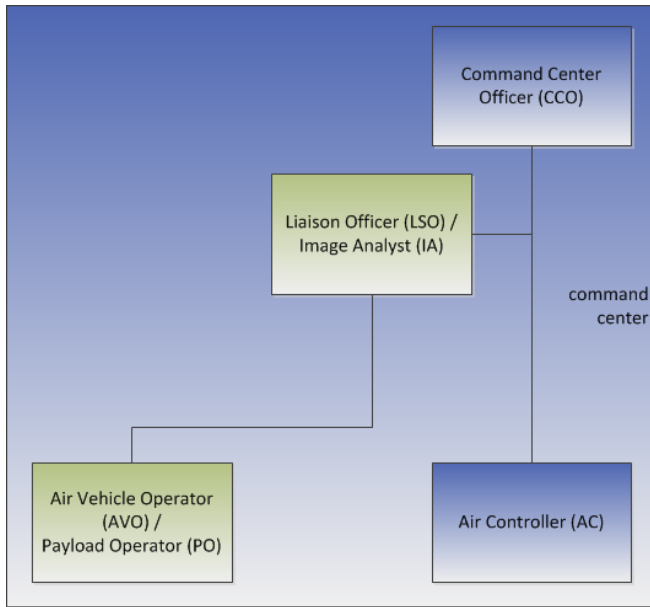 Command Center
Officer (CCO)
Liaison Officer (LSO) /
Image Analyst (IA)
command
center
Air Vehicle Operator
(AVO) /
Payload Operator (PO)
Air Controller (AC)